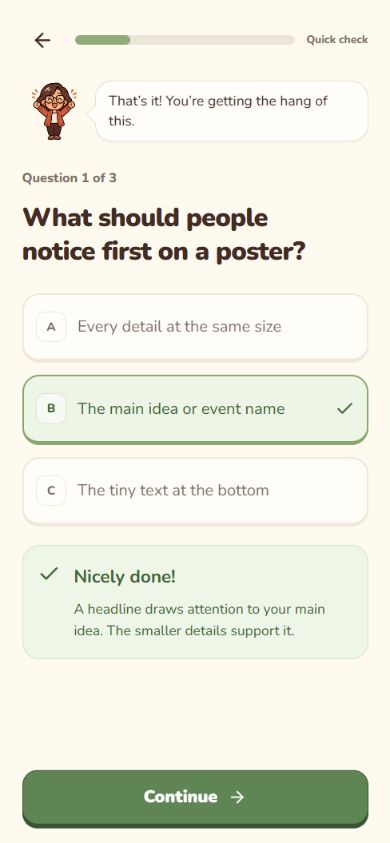 Quick check
That's it! You're getting the hang of
this.
Question 1 of 3
What should people
notice first on a poster?
A Every detail at the same size
B The main idea or event name
C The tiny text at the bottom
Nicely done!
A headline draws attention to your main
idea. The smaller details support it.
Continue